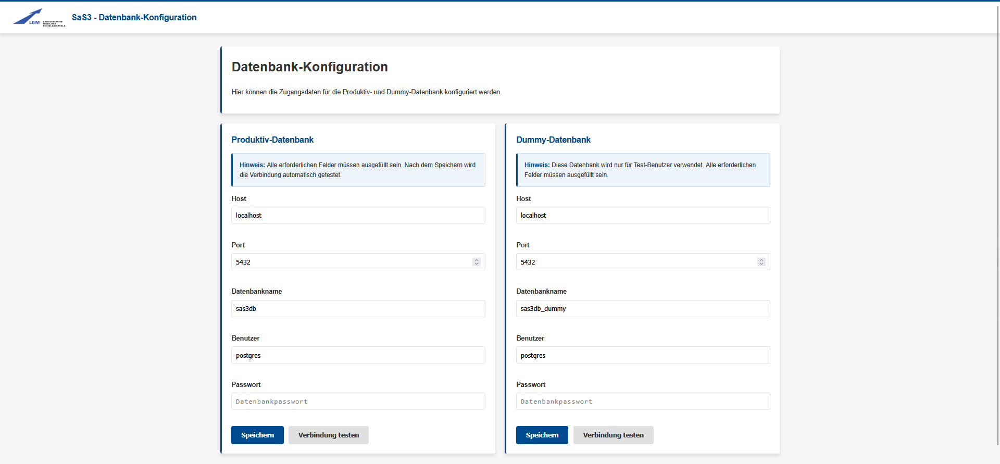 LBM
LANDESBETRIEB
MOBILITÄT
RHEINLAND-PFALZ
SaS3 - Datenbank-Konfiguration
Datenbank-Konfiguration
Hier können die Zugangsdaten für die Produktiv- und Dummy-Datenbank konfiguriert werden.
Produktiv-Datenbank
Hinweis: Alle erforderlichen Felder müssen ausgefüllt sein. Nach dem Speichern wird
die Verbindung automatisch getestet.
Host
localhost
Port
5432
Datenbankname
sas3db
Benutzer
postgres
Passwort
Datenbankpasswort
Speichern
Verbindung testen
Dummy-Datenbank
Hinweis: Diese Datenbank wird nur für Test-Benutzer verwendet. Alle erforderlichen
Felder müssen ausgefüllt sein.
Host
localhost
Port
5432
Datenbankname
sas3db_dummy
Benutzer
postgres
Passwort
Datenbankpasswort
Speichern
Verbindung testen